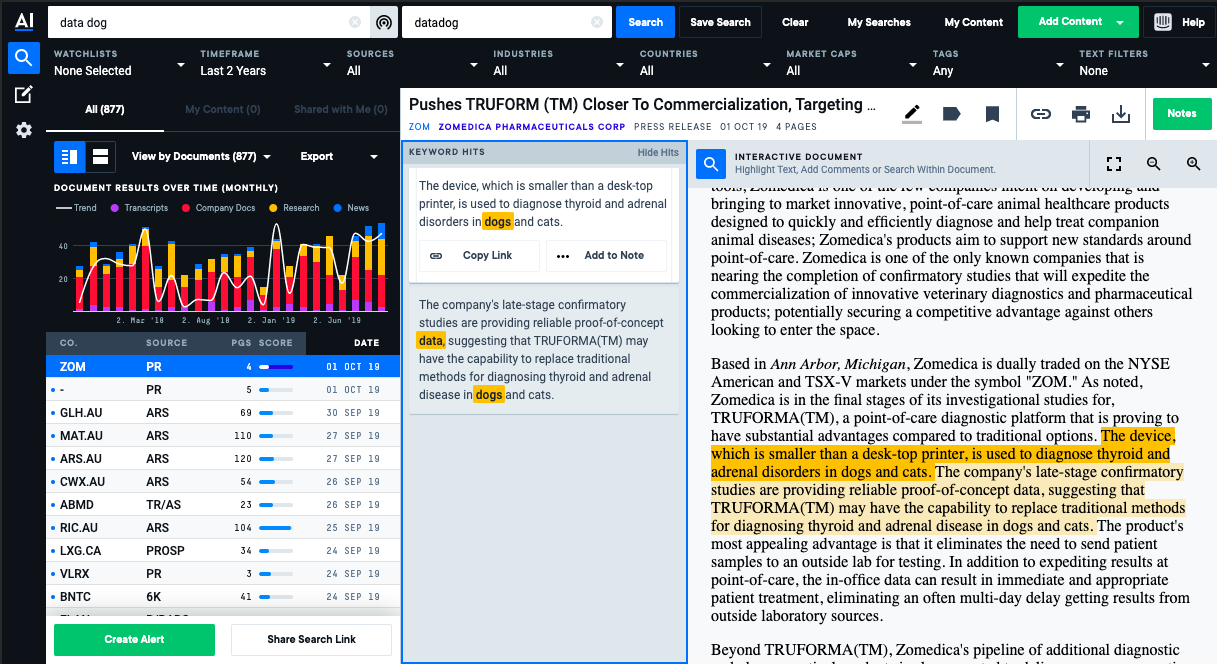 AI
data dog
datadog
Search
Save Search
Clear
My Searches
My Content
Add Content
Help
WATCHLISTS
None Selected
TIMEFRAME
Last 2 Years
SOURCES
All
INDUSTRIES
All
COUNTRIES
All
MARKET CAPS
All
TAGS
Any
TEXT FILTERS
None
All (877)
My Content (0)
Shared with Me (0)
View by Documents (877)
Export
DOCUMENT RESULTS OVER TIME (MONTHLY)
Trend
Transcripts
Company Docs
Research
News
40
20
2. Mar '18
2. Aug '18
2. Jan '19
2. Jun '19
CO. SOURCE PGS SCORE DATE
ZOM PR 4 01 OCT 19
- PR 5 01 OCT 19
GLH.AU ARS 69 30 SEP 19
MAT.AU ARS 110 27 SEP 19
ARS.AU ARS 120 27 SEP 19
CWX.AU ARS 54 26 SEP 19
ABMD TR/AS 23 26 SEP 19
RIC.AU ARS 104 25 SEP 19
LXG.CA PROSP 34 24 SEP 19
VLRX PR 3 24 SEP 19
BNTC 6K 41 24 SEP 19
Create Alert
Share Search Link
Pushes TRUFORM (TM) Closer To Commercialization, Targeting ...
ZOM ZOMEDICA PHARMACEUTICALS CORP PRESS RELEASE 01 OCT 19 4 PAGES
Notes
KEYWORD HITS
Hide Hits
The device, which is smaller than a desk-top
printer, is used to diagnose thyroid and adrenal
disorders in dogs and cats.
Copy Link
Add to Note
The company's late-stage confirmatory
studies are providing reliable proof-of-concept
data, suggesting that TRUFORMA(TM) may
have the capability to replace traditional
methods for diagnosing thyroid and adrenal
disease in dogs and cats.
INTERACTIVE DOCUMENT
Highlight Text, Add Comments or Search Within Document.
tools, Zomedica is one of the few companies intent on developing and
bringing to market innovative, point-of-care animal healthcare products
designed to quickly and efficiently diagnose and help treat companion
animal diseases; Zomedica's products aim to support new standards around
point-of-care. Zomedica is one of the only known companies that is
nearing the completion of confirmatory studies that will expedite the
commercialization of innovative veterinary diagnostics and pharmaceutical
products; potentially securing a competitive advantage against others
looking to enter the space.
Based in Ann Arbor, Michigan, Zomedica is dually traded on the NYSE
American and TSX-V markets under the symbol "ZOM." As noted,
Zomedica is in the final stages of its investigational studies for,
TRUFORMA(TM), a point-of-care diagnostic platform that is proving to
have substantial advantages compared to traditional options. The device,
which is smaller than a desk-top printer, is used to diagnose thyroid and
adrenal disorders in dogs and cats. The company's late-stage confirmatory
studies are providing reliable proof-of-concept data, suggesting that
TRUFORMA(TM) may have the capability to replace traditional methods
for diagnosing thyroid and adrenal disease in dogs and cats. The product's
most appealing advantage is that it eliminates the need to send patient
samples to an outside lab for testing. In addition to expediting results at
point-of-care, the in-office data can result in immediate and appropriate
patient treatment, eliminating an often multi-day delay getting results from
outside laboratory sources.
Beyond TRUFORMA(TM), Zomedica's pipeline of additional diagnostic